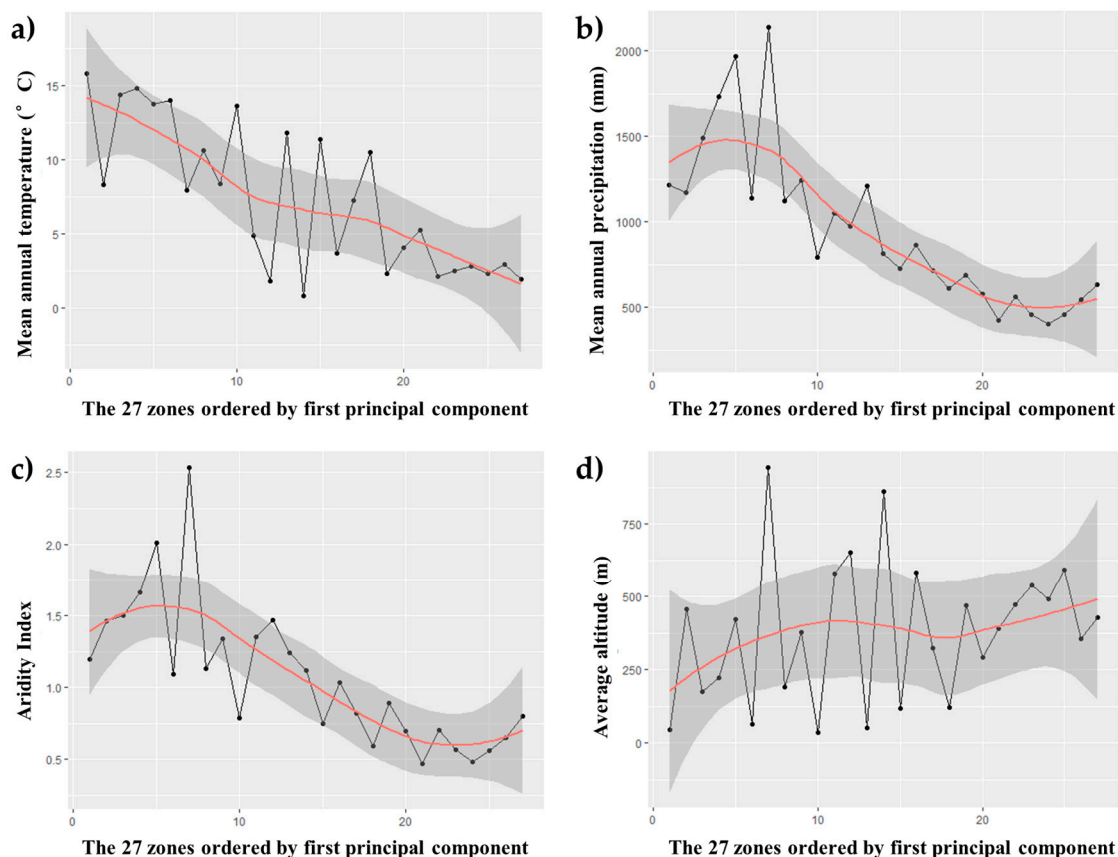 a)
Mean annual temperature (° C)
15
10
5
0
0 10 20
The 27 zones ordered by first principal component
b)
Mean annual precipitation (mm)
2000
1500
1000
500
0 10 20
The 27 zones ordered by first principal component
c)
Aridity Index
2.5
2.0
1.5
1.0
0.5
0 10 20
The 27 zones ordered by first principal component
d)
Average altitude (m)
750
500
250
0
0 10 20
The 27 zones ordered by first principal component